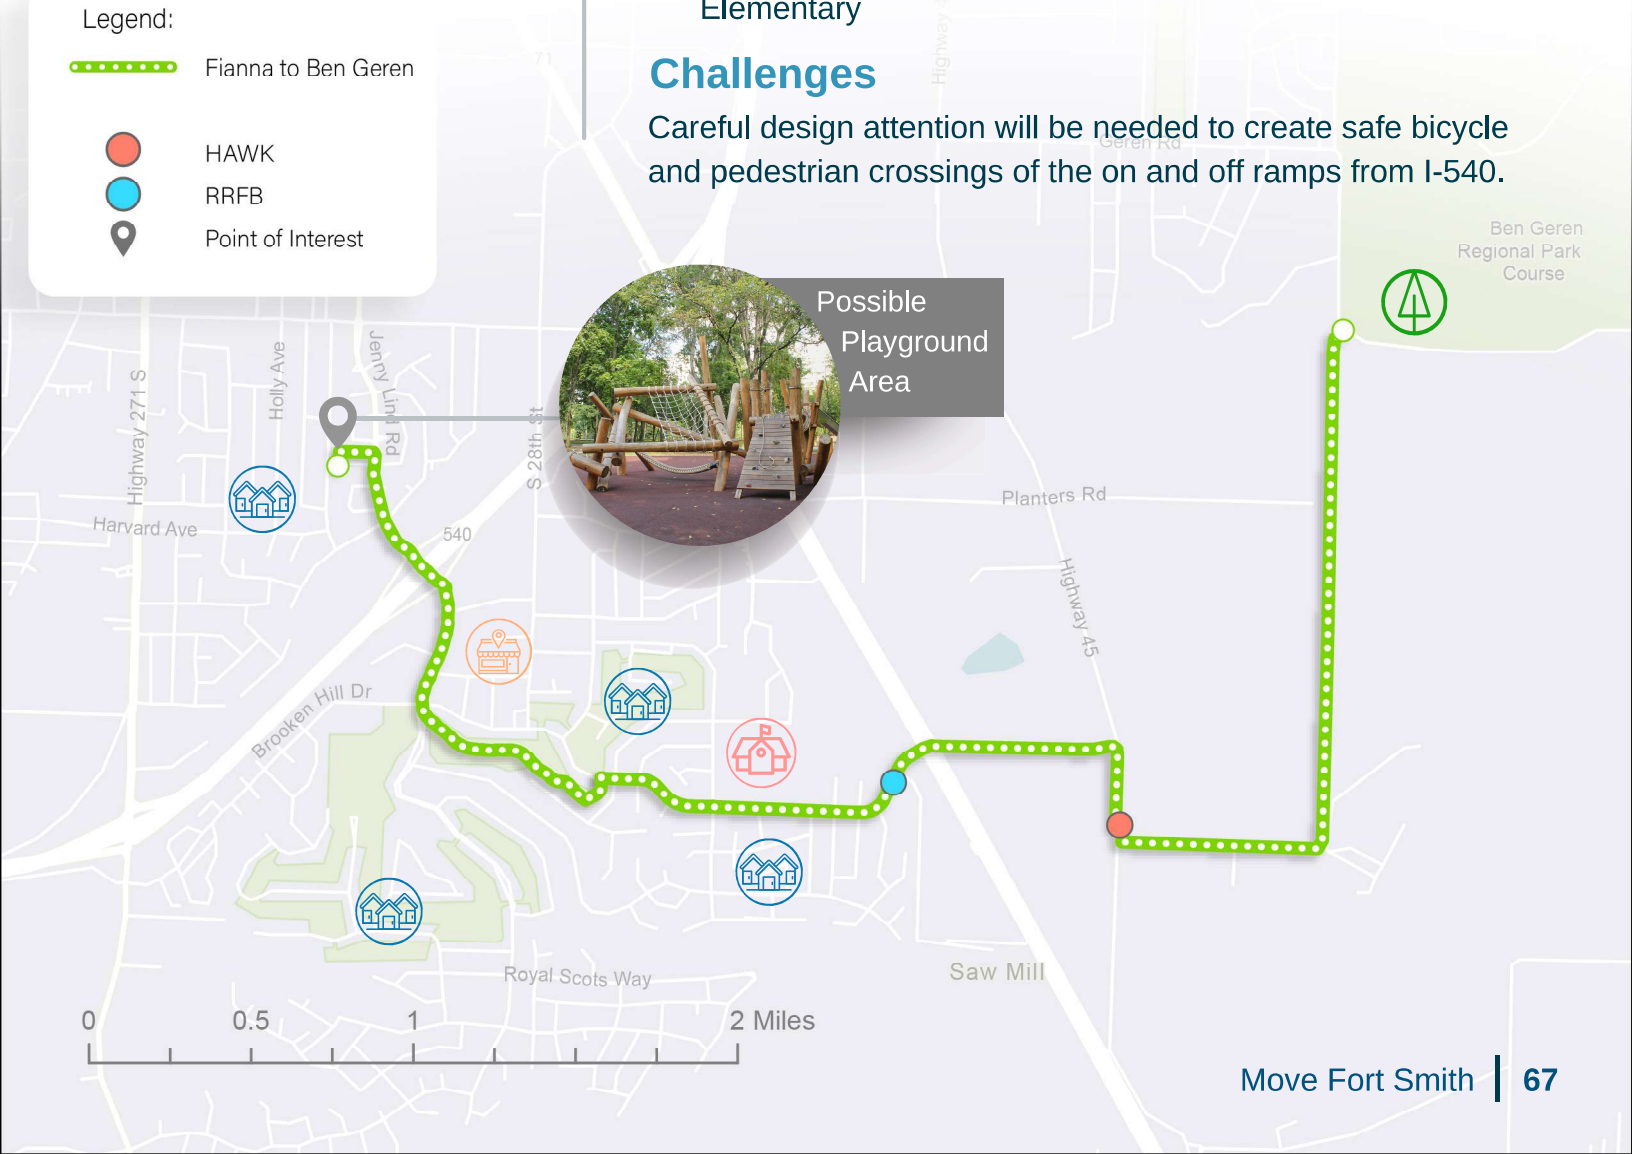 Legend:
Fianna to Ben Geren
HAWK
RRFB
Point of Interest
Elementary
Challenges
Careful design attention will be needed to create safe bicycle
and pedestrian crossings of the on and off ramps from I-540.
71
Highway
Geren Rd
Ben Geren
Regional Park
Course
Possible
Playground
Area
Highway 271 S
Holly Ave
Jenny Lind Rd
S 28th St
Harvard Ave
540
Planters Rd
Highway 45
Brooken Hill Dr
Royal Scots Way
Saw Mill
0
0.5
1
2 Miles
Move Fort Smith
67